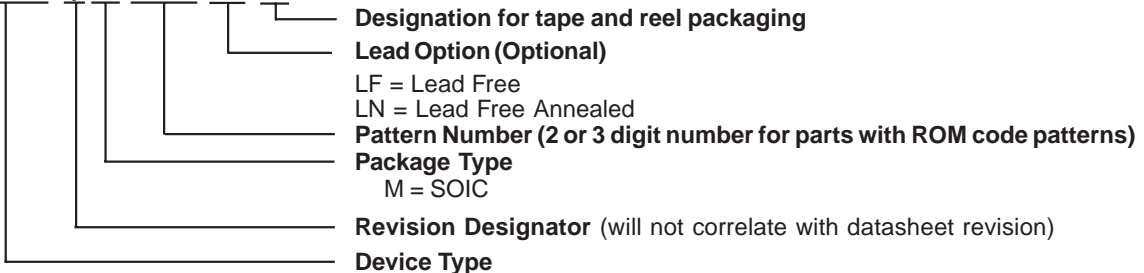 Designation for tape and reel packaging
Lead Option (Optional)
LF = Lead Free
LN = Lead Free Annealed
Pattern Number (2 or 3 digit number for parts with ROM code patterns)
Package Type
M = SOIC
Revision Designator (will not correlate with datasheet revision)
Device Type